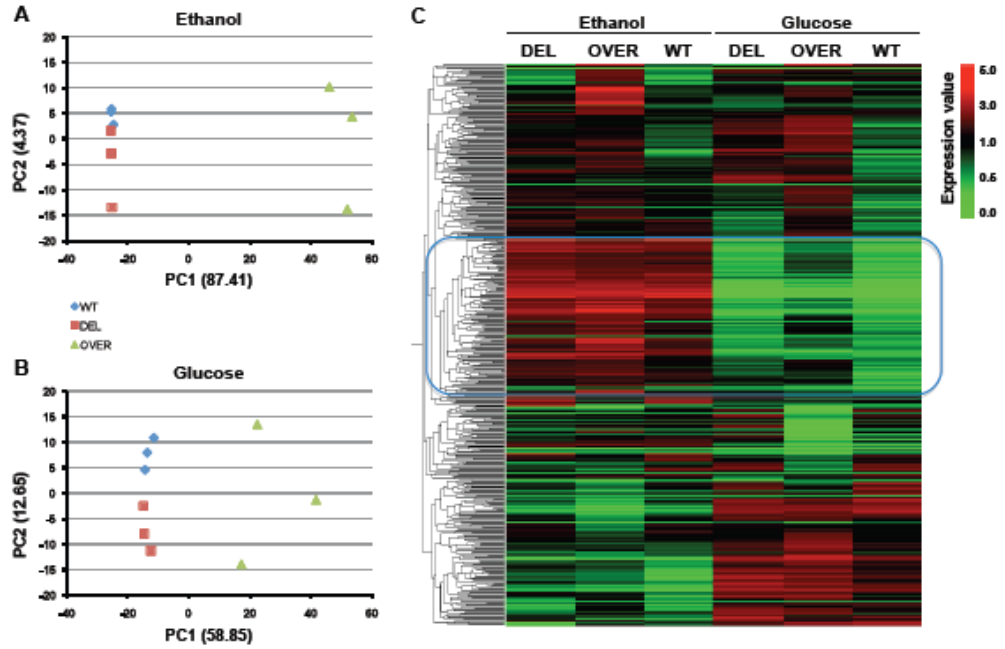 A
Ethanol
20
15
10
5
0
-5
-10
-15
-20
-40
-20
0
20
40
60
PC2 (4.37)
PC1 (87.41)
WT
DEL
OVER
B
Glucose
20
15
10
5
0
-5
-10
-15
-20
-40
-20
0
20
40
60
PC2 (12.65)
PC1 (58.85)
C
Ethanol Glucose
DEL OVER WT DEL OVER WT
Expression value
5.0
3.0
1.0
0.5
0.0